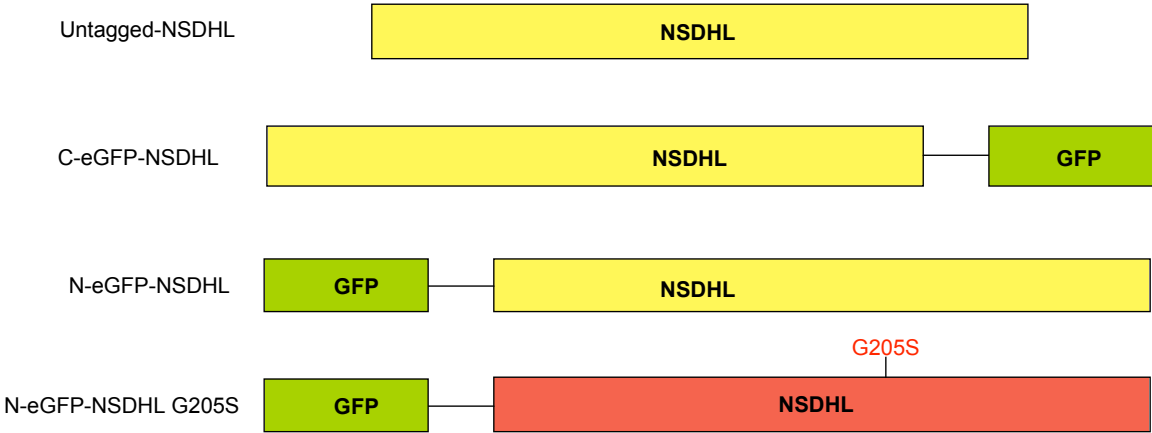 Untagged-NSDHL NSDHL
C-eGFP-NSDHL NSDHL GFP
N-eGFP-NSDHL GFP NSDHL
G205S
N-eGFP-NSDHL G205S GFP NSDHL